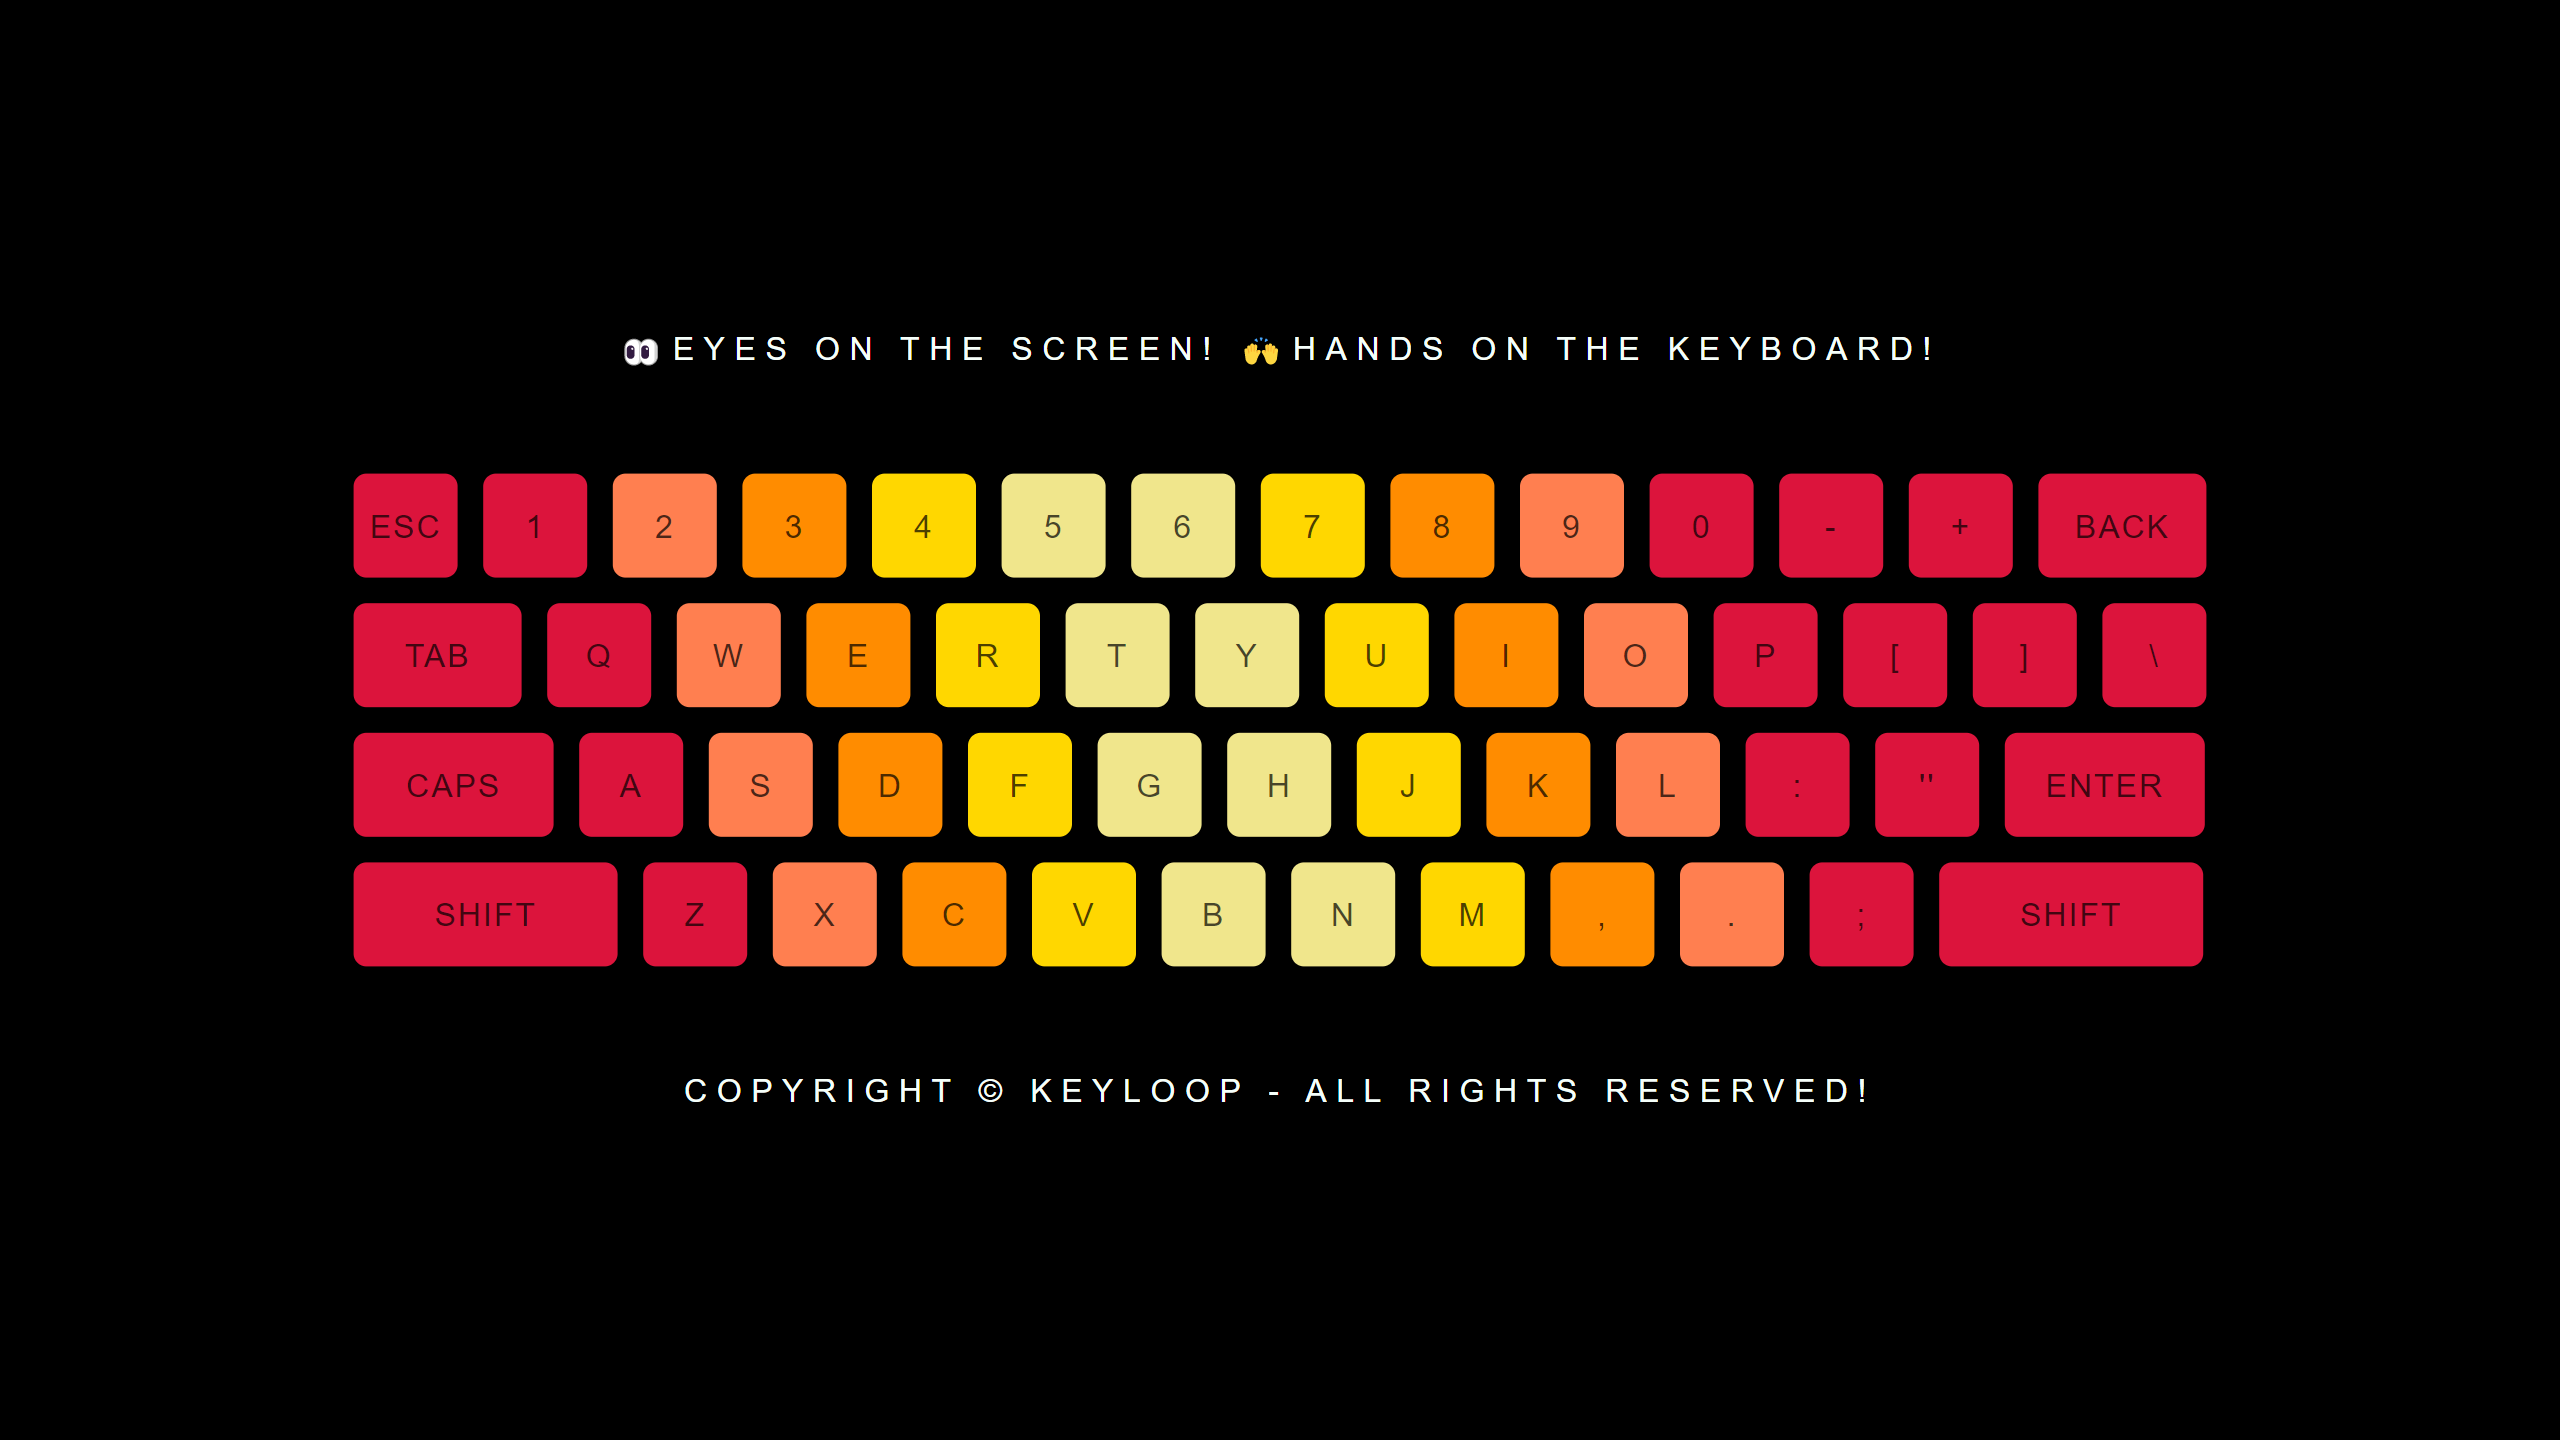 👀 EYES ON THE SCREEN! 🙌 HANDS ON THE KEYBOARD!
ESC 1 2 3 4 5 6 7 8 9 0 - + BACK
TAB Q W E R T Y U I O P [ ] \
CAPS A S D F G H J K L : '' ENTER
SHIFT Z X C V B N M , . ; SHIFT
COPYRIGHT © KEYLOOP - ALL RIGHTS RESERVED!